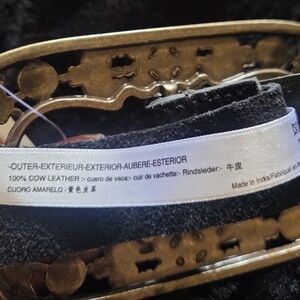 -OUTER-EXTERIEUR-EXTERIOR-AUBERE-ESTERIOR
100% COW LEATHER:- cuero de vaca:- cuir de vachette:- Rindsleder:- 牛皮
CUORO AMARELO - 黄色皮革
Made in India/Fabriqué en